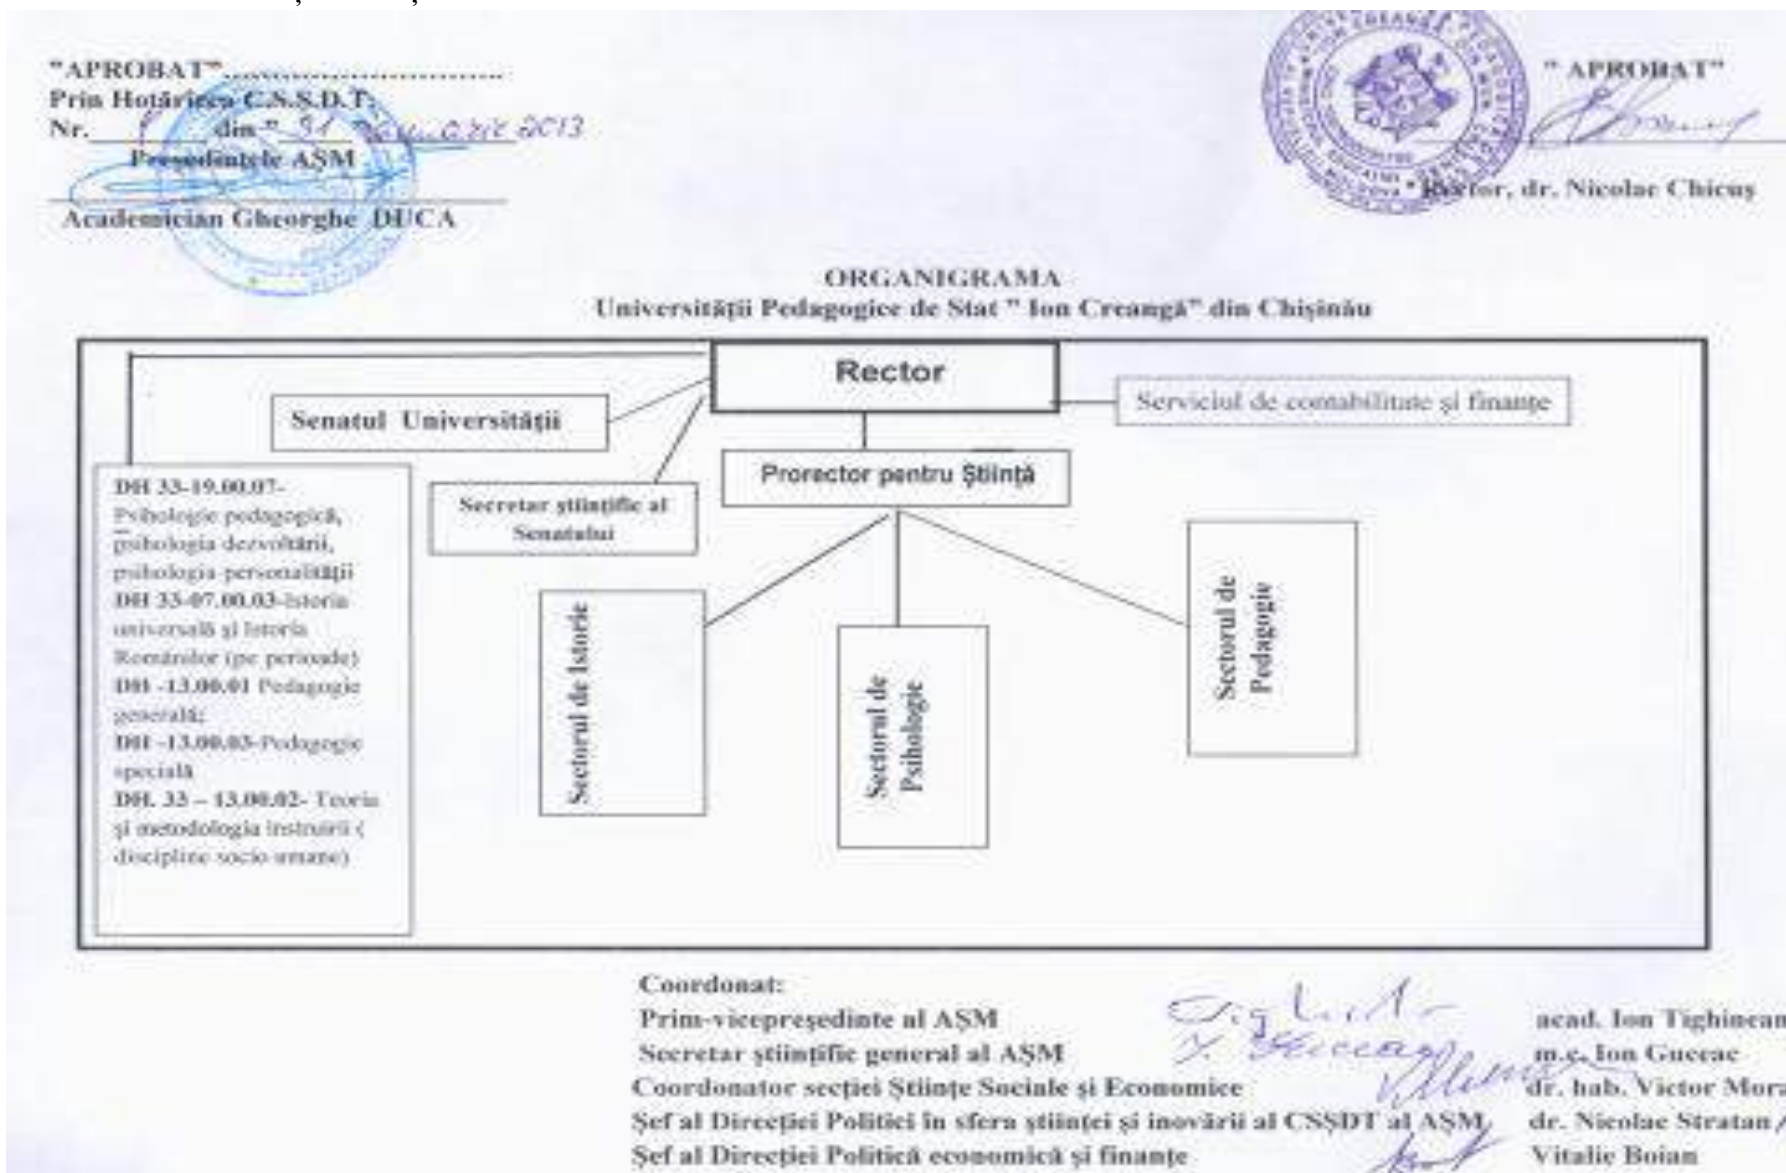 "APROBAT"
Prin Hotărîrea C.S.S.D.T.
Nr. din " 31 ianuarie 2013
Preşedintele AŞM
Academician Gheorghe DUCA
" APROBAT"
Rector, dr. Nicolae Chicuş
ORGANIGRAMA
Universităţii Pedagogice de Stat " Ion Creangă" din Chişinău
Rector
Senatul Universităţii
Serviciul de contabilitate şi finanţe
Prorector pentru Ştiinţă
Secretar ştiinţific al
Senatului
DH 33-19.00.07-
Psihologie pedagogică,
psihologia dezvoltării,
psihologia personalităţii
DH 33-07.00.03-Istoria
universală şi Istoria
Românilor (pe perioade)
DH -13.00.01 Pedagogie
generală;
DH -13.00.03-Pedagogie
specială
DH. 33 – 13.00.02- Teoria
şi metodologia instruirii (
discipline socio umane)
Sectorul de Istorie
Sectorul de
Psihologie
Sectorul de
Pedagogie
Coordonat:
Prim-vicepreşedinte al AŞM acad. Ion Tighinean
Secretar ştiinţific general al AŞM m.c. Ion Guceac
Coordonator secţiei Ştiinţe Sociale şi Economice dr. hab. Victor Mora
Şef al Direcţiei Politici în sfera ştiinţei şi inovării al CSŞDT al AŞM dr. Nicolae Stratan
Şef al Direcţiei Politică economică şi finanţe Vitalie Boian